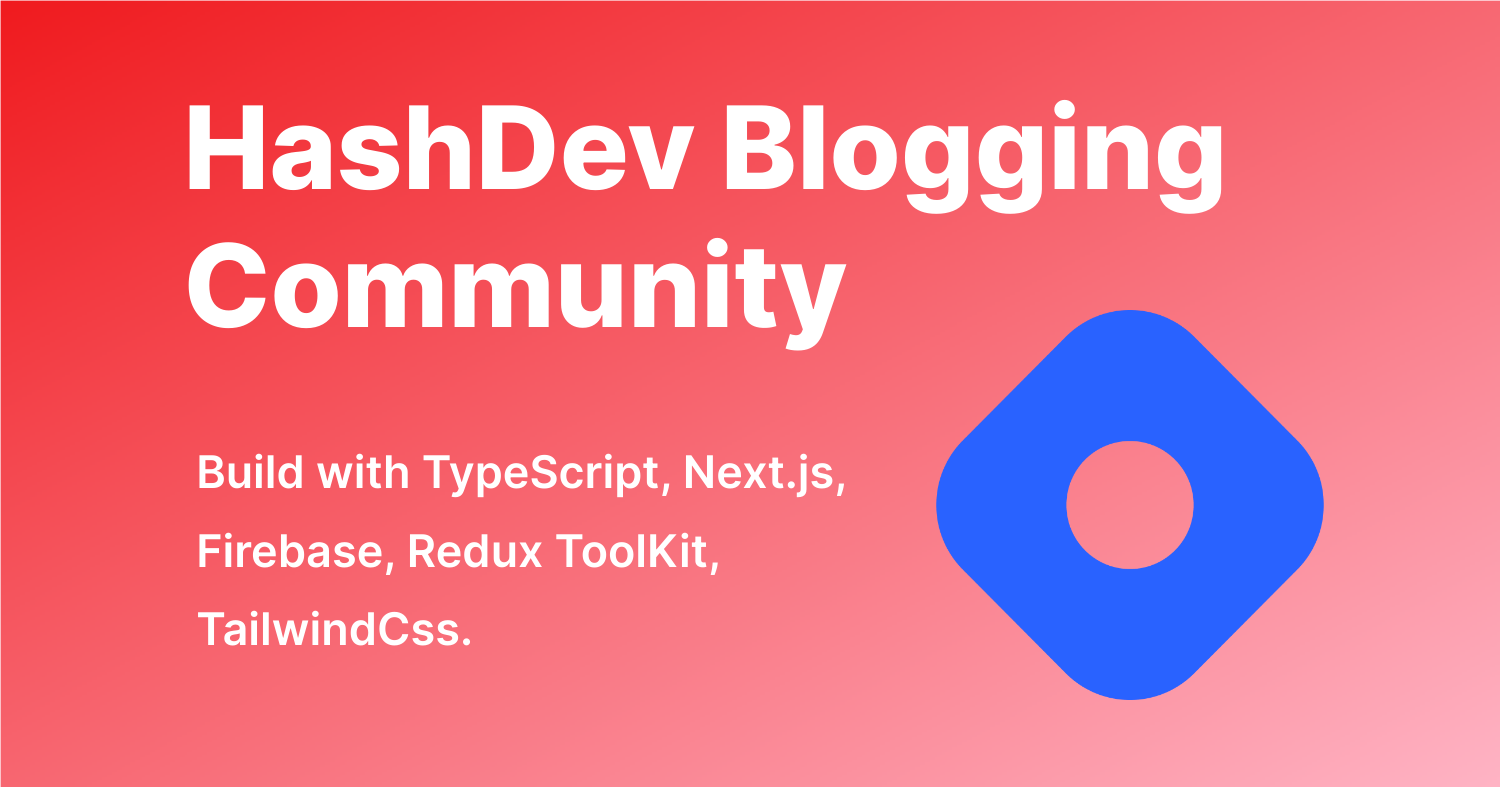 HashDev Blogging
Community
Build with TypeScript, Next.js,
Firebase, Redux ToolKit,
TailwindCss.